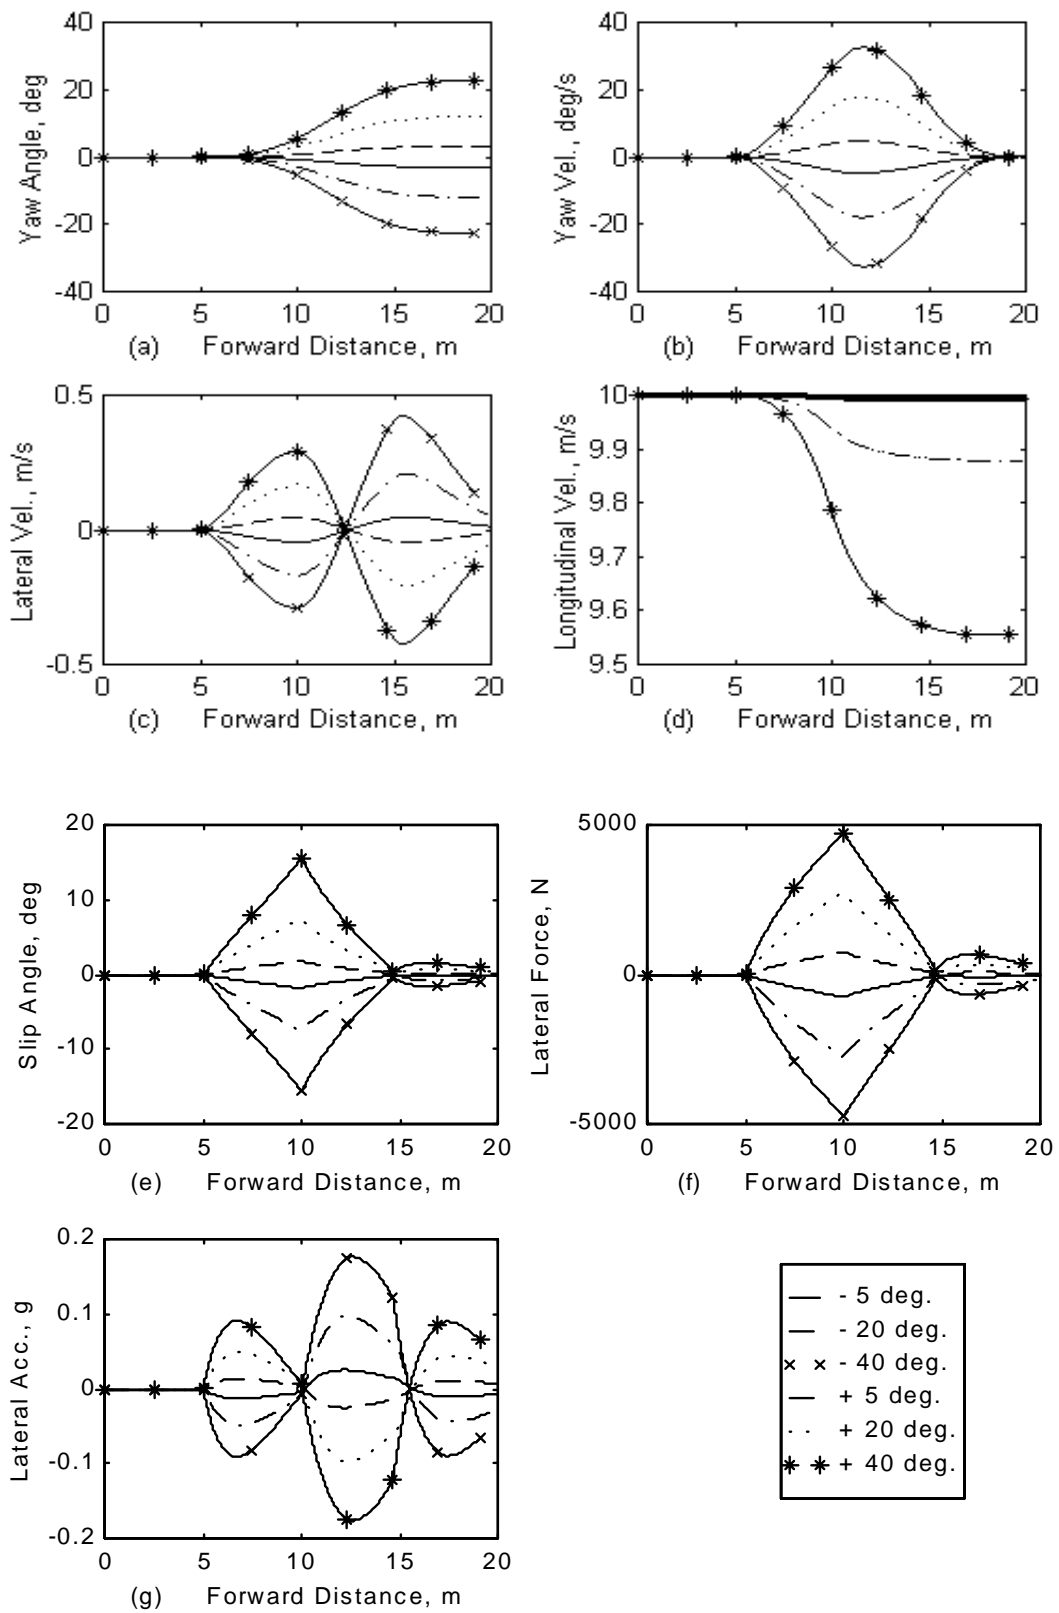 40
20
0
-20
-40
Yaw Angle, deg
0 5 10 15 20
(a) Forward Distance, m
40
20
0
-20
-40
Yaw Vel., deg/s
0 5 10 15 20
(b) Forward Distance, m
0.5
0
-0.5
Lateral Vel., m/s
0 5 10 15 20
(c) Forward Distance, m
10
9.9
9.8
9.7
9.6
9.5
Longitudinal Vel., m/s
0 5 10 15 20
(d) Forward Distance, m
20
10
0
-10
-20
Slip Angle, deg
0 5 10 15 20
(e) Forward Distance, m
5000
0
-5000
Lateral Force, N
0 5 10 15 20
(f) Forward Distance, m
0.2
0.1
0
-0.1
-0.2
Lateral Acc., g
0 5 10 15 20
(g) Forward Distance, m
- 5 deg.
- 20 deg.
- 40 deg.
+ 5 deg.
+ 20 deg.
+ 40 deg.